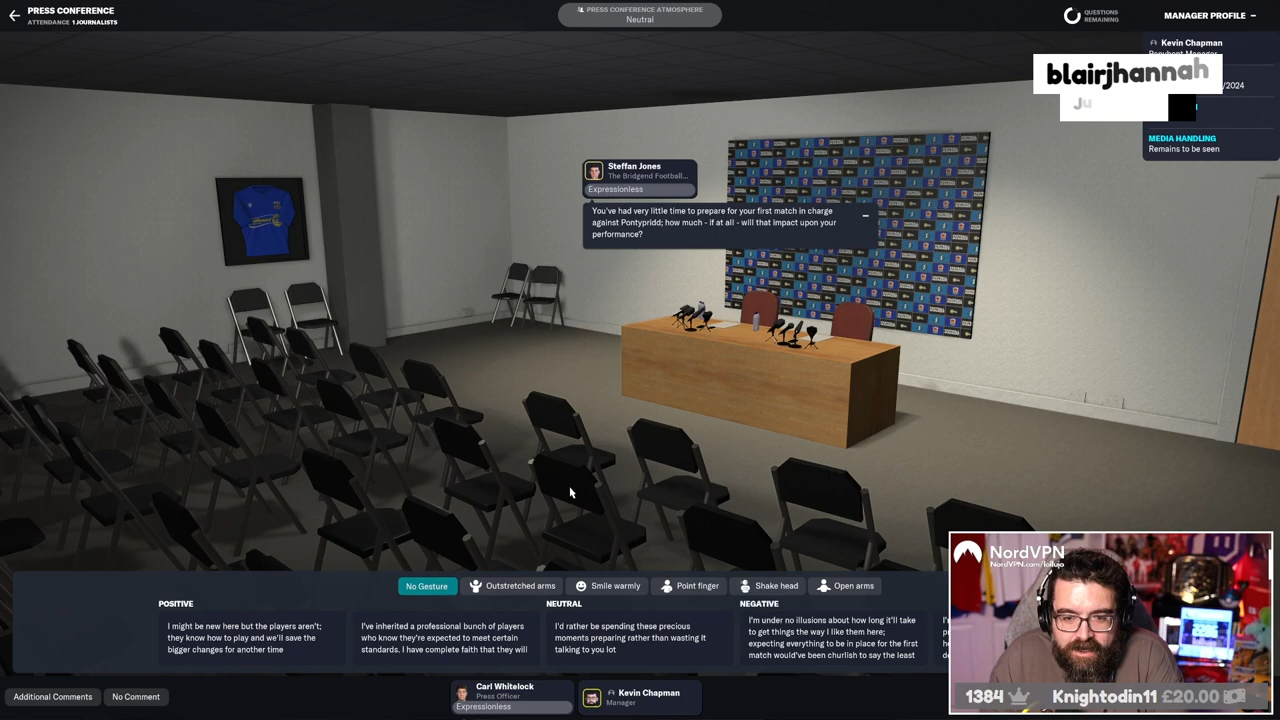 PRESS CONFERENCE
ATTENDANCE 1 JOURNALISTS
PRESS CONFERENCE ATMOSPHERE
Neutral
QUESTIONS
REMAINING
MANAGER PROFILE
Kevin Chapman
Manager
blairjhannah
/2024
Ju
MEDIA HANDLING
Remains to be seen
Steffan Jones
The Bridgend Football...
Expressionless
You've had very little time to prepare for your first match in charge
against Pontypridd; how much - if at all - will that impact upon your
performance?
No Gesture
Outstretched arms
Smile warmly
Point finger
Shake head
Open arms
POSITIVE
NEUTRAL
NEGATIVE
I might be new here but the players aren't;
they know how to play and we'll save the
bigger changes for another time
I've inherited a professional bunch of players
who know they're expected to meet certain
standards. I have complete faith that they will
I'd rather be spending these precious
moments preparing rather than wasting it
talking to you lot
I'm under no illusions about how long it'll take
to get things the way I like them here;
expecting everything to be in place for the first
match would've been churlish to say the least
NordVPN
NordVPN.com/lollujo
1384
Knightodin11 £20.00
Additional Comments
No Comment
Carl Whitelock
Press Officer
Expressionless
Kevin Chapman
Manager